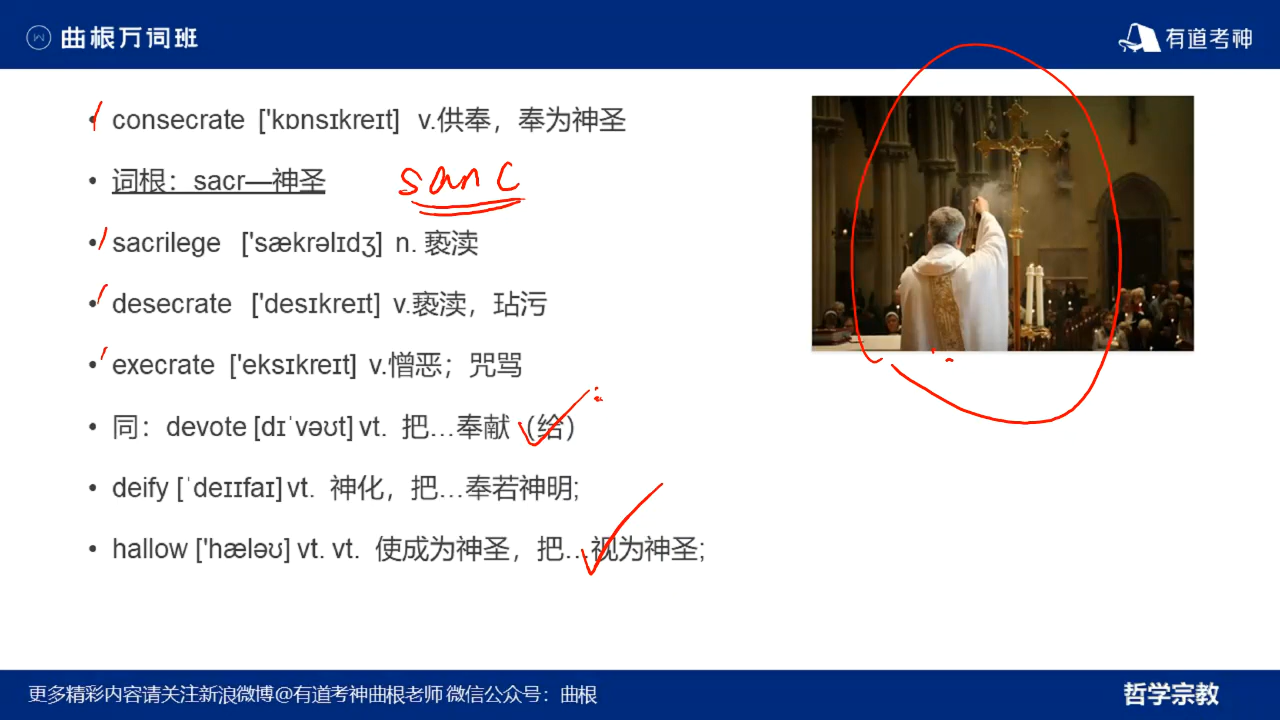 曲根万词班
有道考神
• consecrate ['kɒnsɪkreɪt] v.供奉，奉为神圣
• 词根：sacr—神圣
sanc
• sacrilege ['sækrəlɪdʒ] n. 亵渎
• desecrate ['desɪkreɪt] v.亵渎，玷污
• execrate ['eksɪkreɪt] v.憎恶；咒骂
• 同：devote [dɪˈvəʊt] vt. 把…奉献（给）
• deify [ˈdeɪɪfaɪ] vt. 神化，把…奉若神明;
• hallow ['hæləʊ] vt. vt. 使成为神圣，把…视为神圣;
更多精彩内容请关注新浪微博@有道考神曲根老师 微信公众号：曲根
哲学宗教